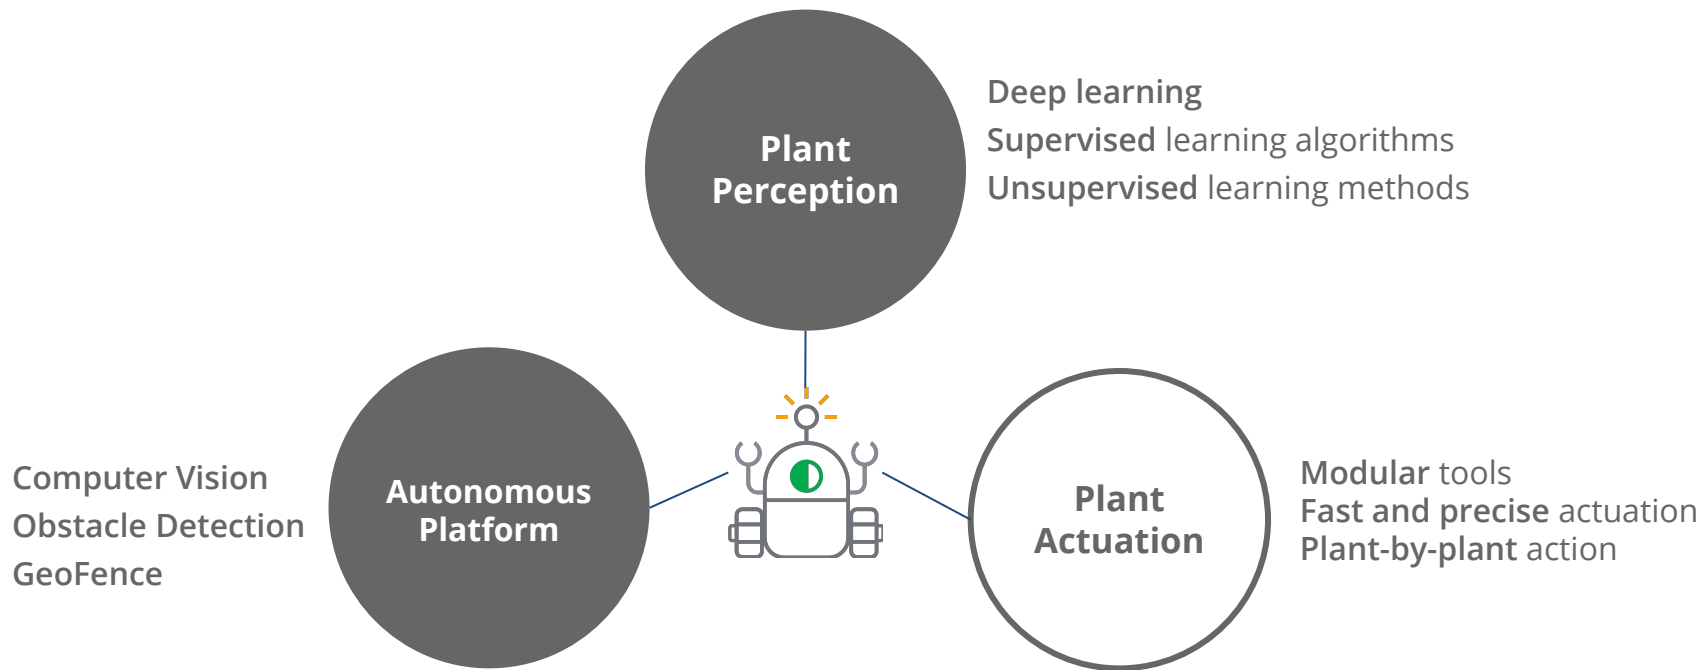 Plant
Perception
Deep learning
Supervised learning algorithms
Unsupervised learning methods
Computer Vision
Obstacle Detection
GeoFence
Autonomous
Platform
Plant
Actuation
Modular tools
Fast and precise actuation
Plant-by-plant action